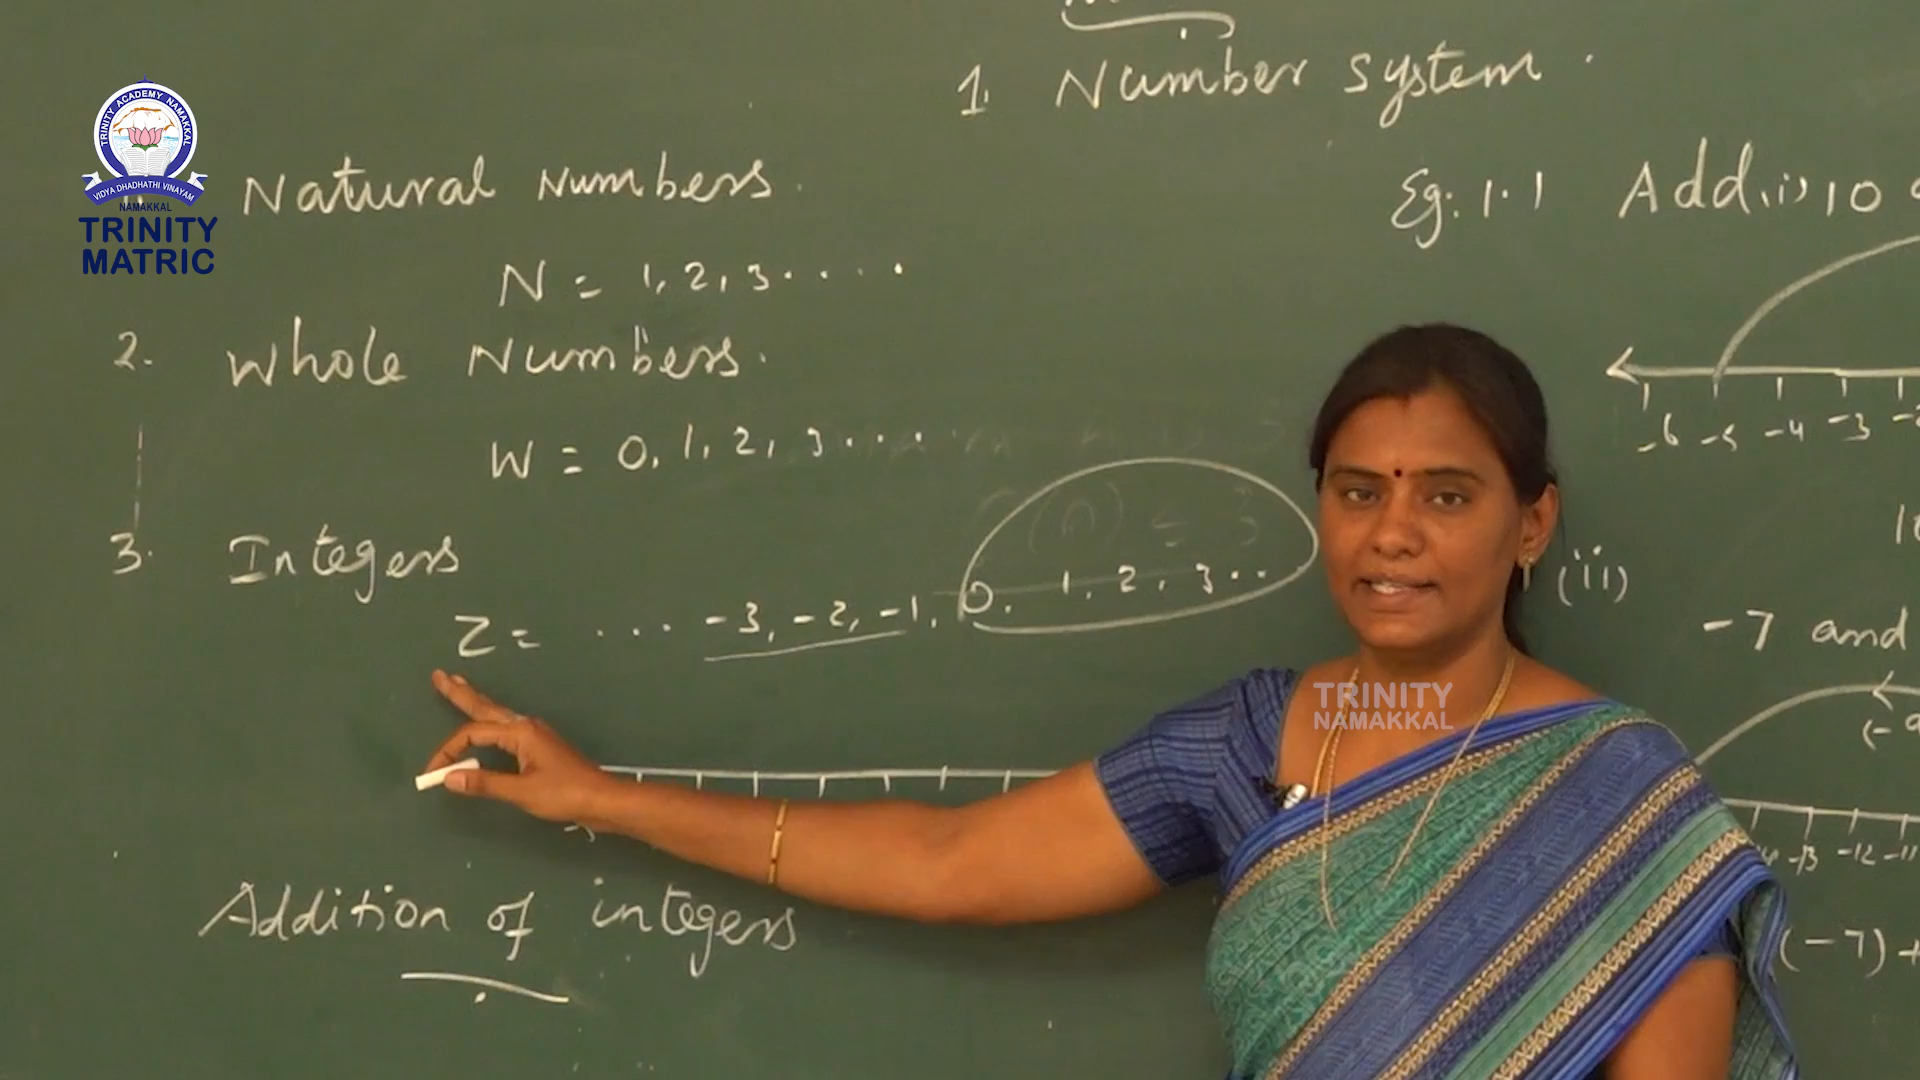 1. Number system.
TRINITY ACADEMY NAMAKKAL
VIDYA DHADHATHI VINAYAM
NAMAKKAL
TRINITY
MATRIC
Natural Numbers.
N = 1, 2, 3 . . . .
2. Whole Numbers.
W = 0, 1, 2, 3 . . . .
3. Integers
Z = . . . -3, -2, -1, 0, 1, 2, 3 . .
Addition of integers
Eg: 1.1 Add (i) 10
-6 -5 -4 -3
(ii)
-7 and
-13 -12 -11
(-7) +
TRINITY
NAMAKKAL